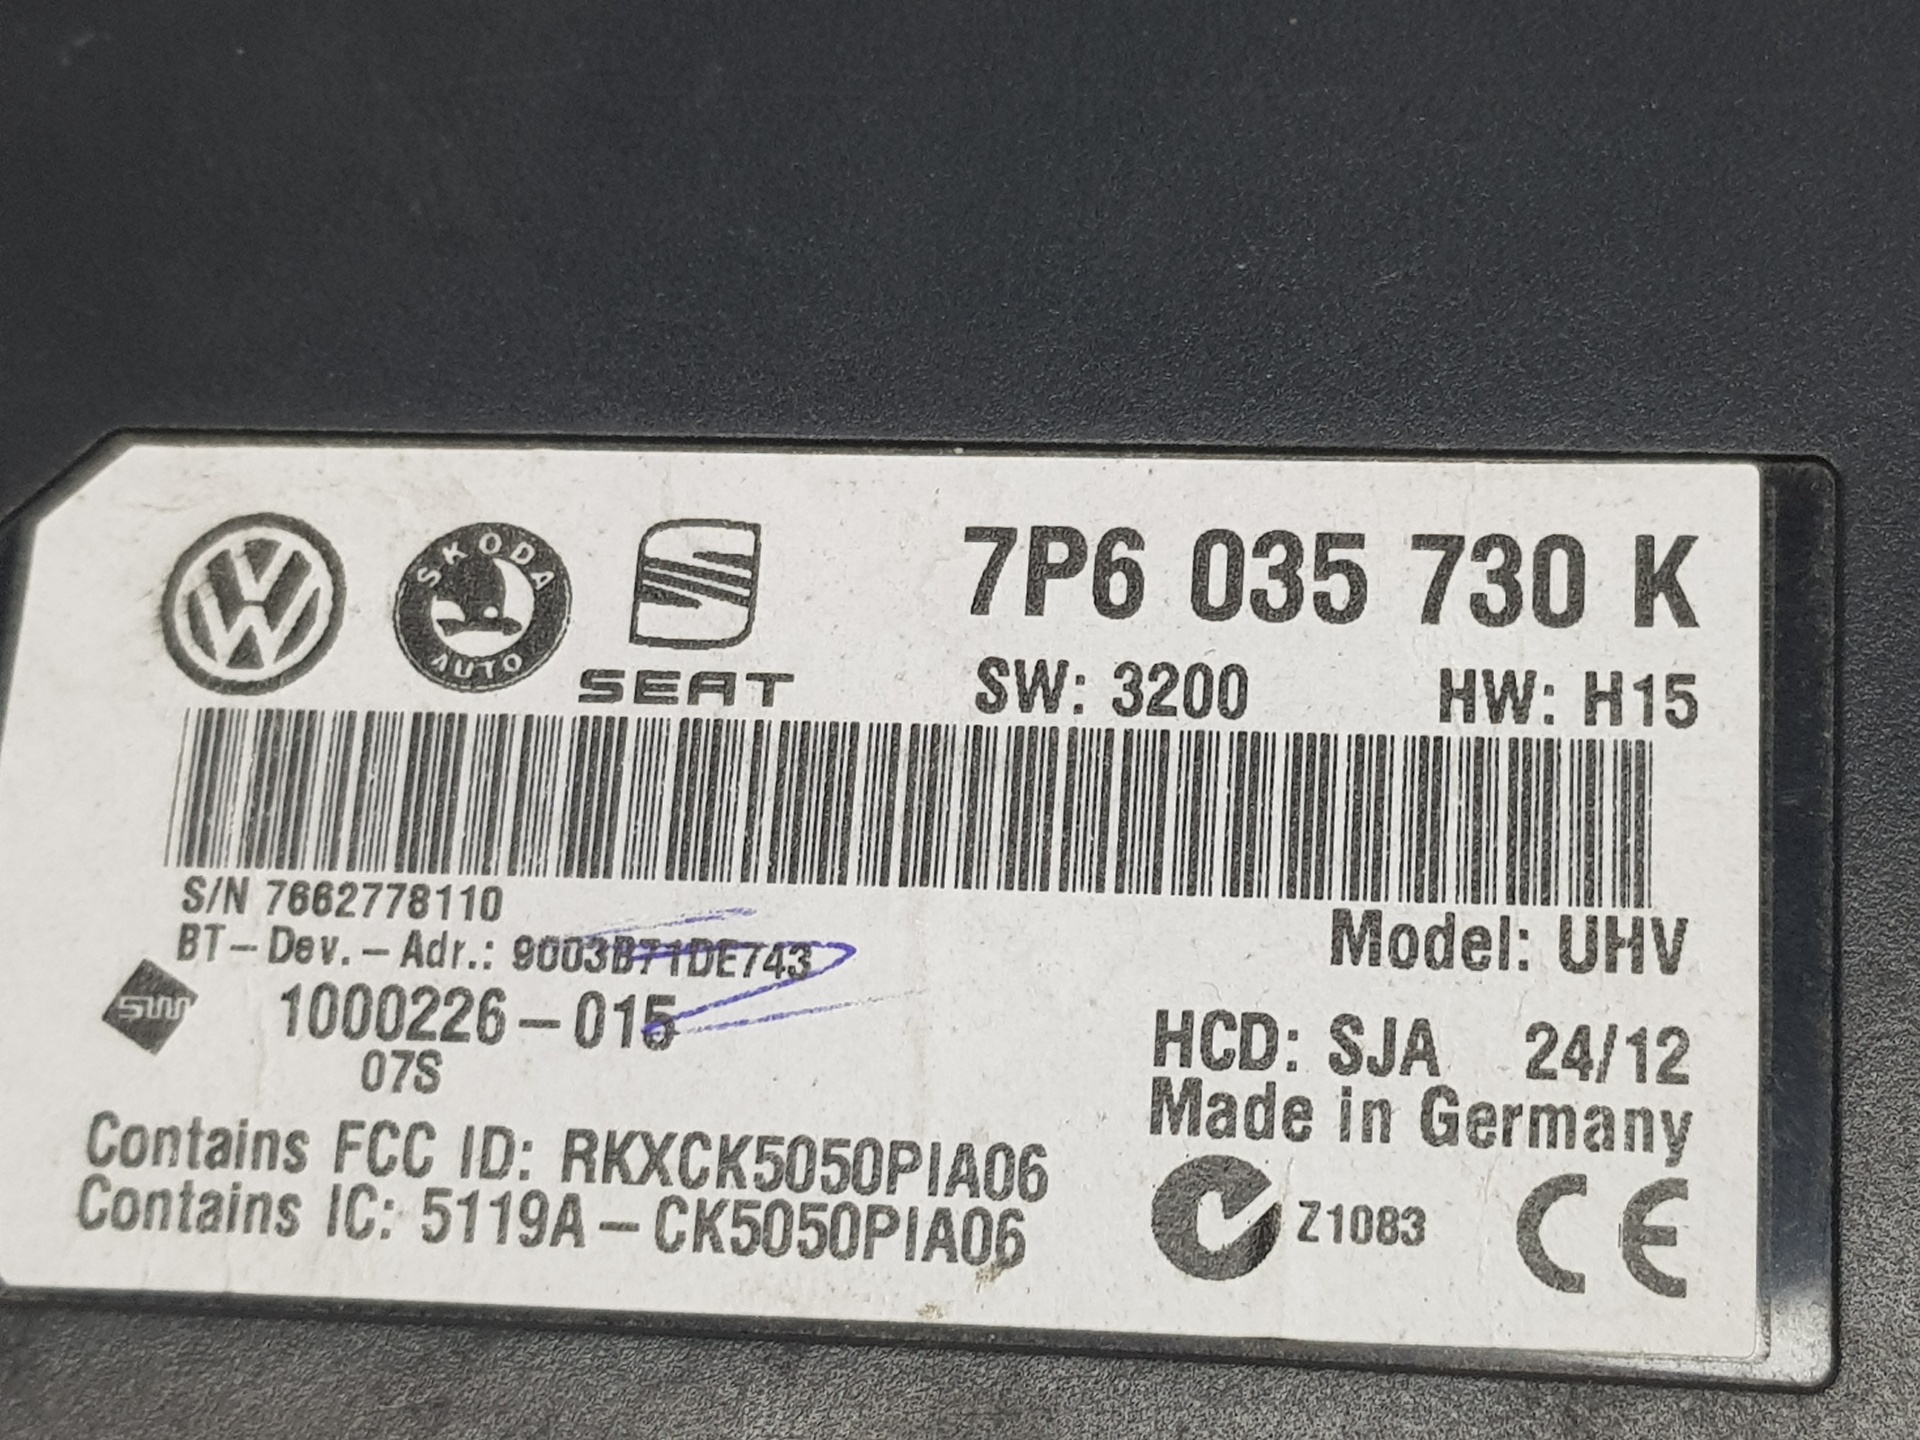 SKODA
AUTO
SEAT
7P6 035 730 K
SW: 3200 HW: H15
S/N 7662778110
BT-Dev.-Adr.: 9003B71DE743
Model: UHV
SW 1000226-015
07S
HCD: SJA 24/12
Made in Germany
Contains FCC ID: RKXCK5050PIA06
Contains IC: 5119A-CK5050PIA06
Z1083 CE